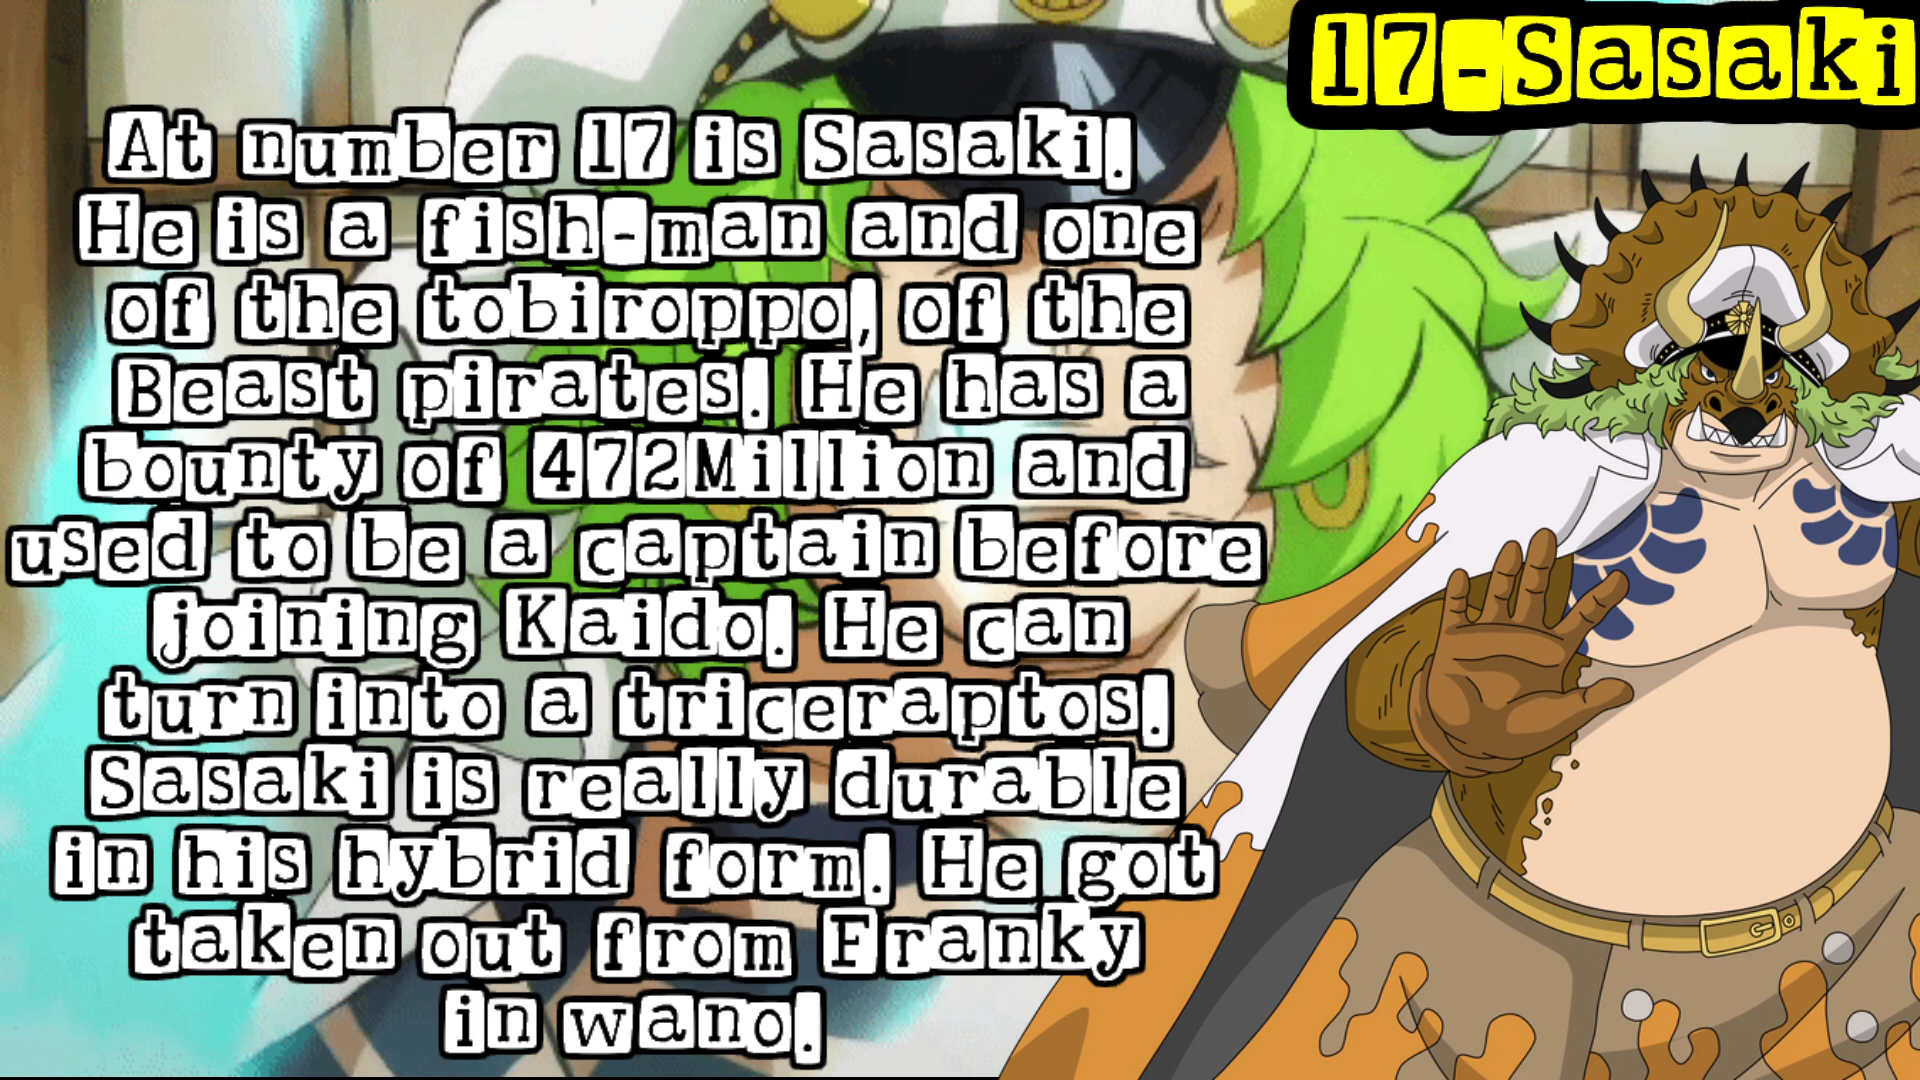 17-Sasaki
At number 17 is Sasaki.
He is a fish-man and one
of the tobiroppo, of the
Beast pirates. He has a
bounty of 472Million and
used to be a captain before
joining Kaido. He can
turn into a triceraptos.
Sasaki is really durable
in his hybrid form. He got
taken out from Franky
in wano.